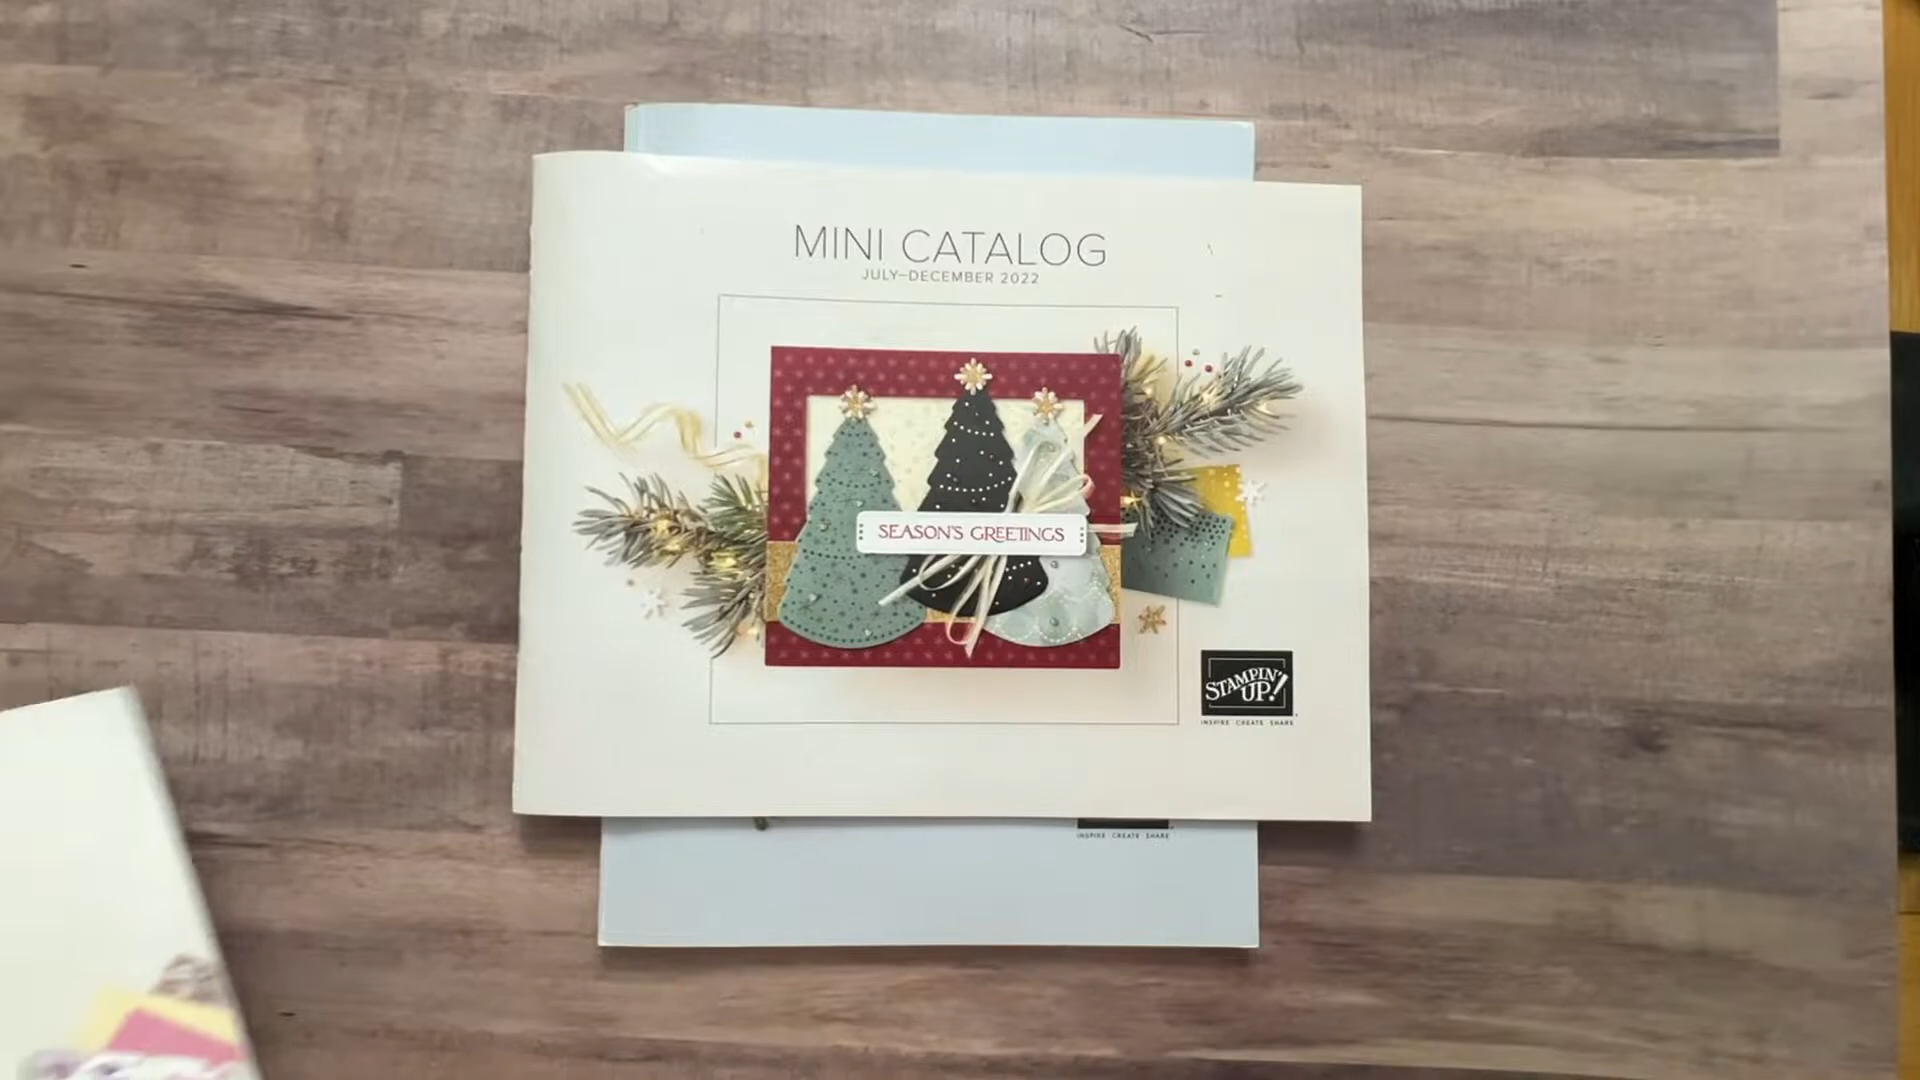 MINI CATALOG
JULY–DECEMBER 2022
SEASON'S GREETINGS
STAMPIN'
UP!
INSPIRE · CREATE · SHARE
INSPIRE · CREATE · SHARE